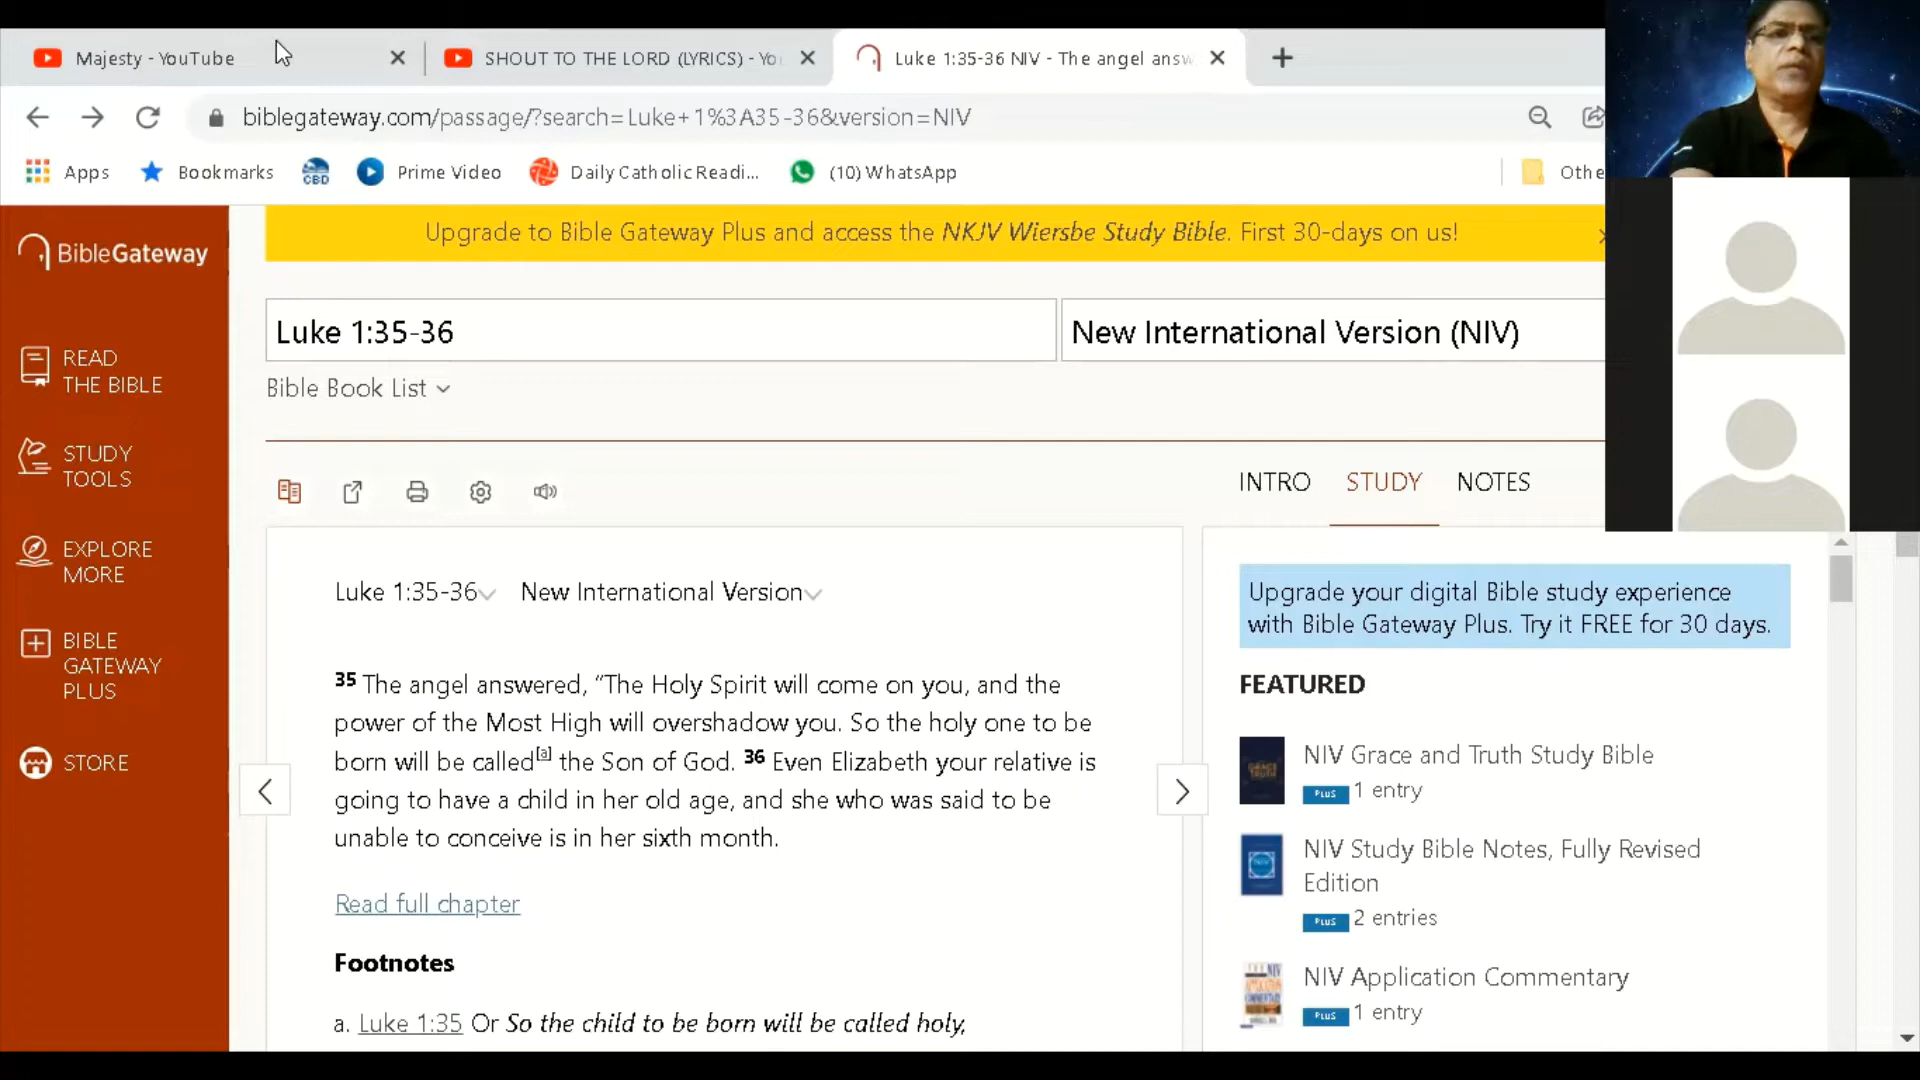 Majesty - YouTube
SHOUT TO THE LORD (LYRICS) - Yo
Luke 1:35-36 NIV - The angel answ
biblegateway.com/passage/?search=Luke+1%3A35-36&version=NIV
Apps
Bookmarks
CBD
Prime Video
Daily Catholic Readi...
(10) WhatsApp
Othe
BibleGateway
Upgrade to Bible Gateway Plus and access the NKJV Wiersbe Study Bible. First 30-days on us!
Luke 1:35-36
New International Version (NIV)
Bible Book List
READ
THE BIBLE
STUDY
TOOLS
EXPLORE
MORE
BIBLE
GATEWAY
PLUS
STORE
INTRO
STUDY
NOTES
Luke 1:35-36
New International Version
35 The angel answered, “The Holy Spirit will come on you, and the
power of the Most High will overshadow you. So the holy one to be
born will be called[a] the Son of God. 36 Even Elizabeth your relative is
going to have a child in her old age, and she who was said to be
unable to conceive is in her sixth month.
Read full chapter
Footnotes
a. Luke 1:35 Or So the child to be born will be called holy,
Upgrade your digital Bible study experience
with Bible Gateway Plus. Try it FREE for 30 days.
FEATURED
NIV Grace and Truth Study Bible
PLUS 1 entry
NIV Study Bible Notes, Fully Revised
Edition
PLUS 2 entries
NIV Application Commentary
PLUS 1 entry